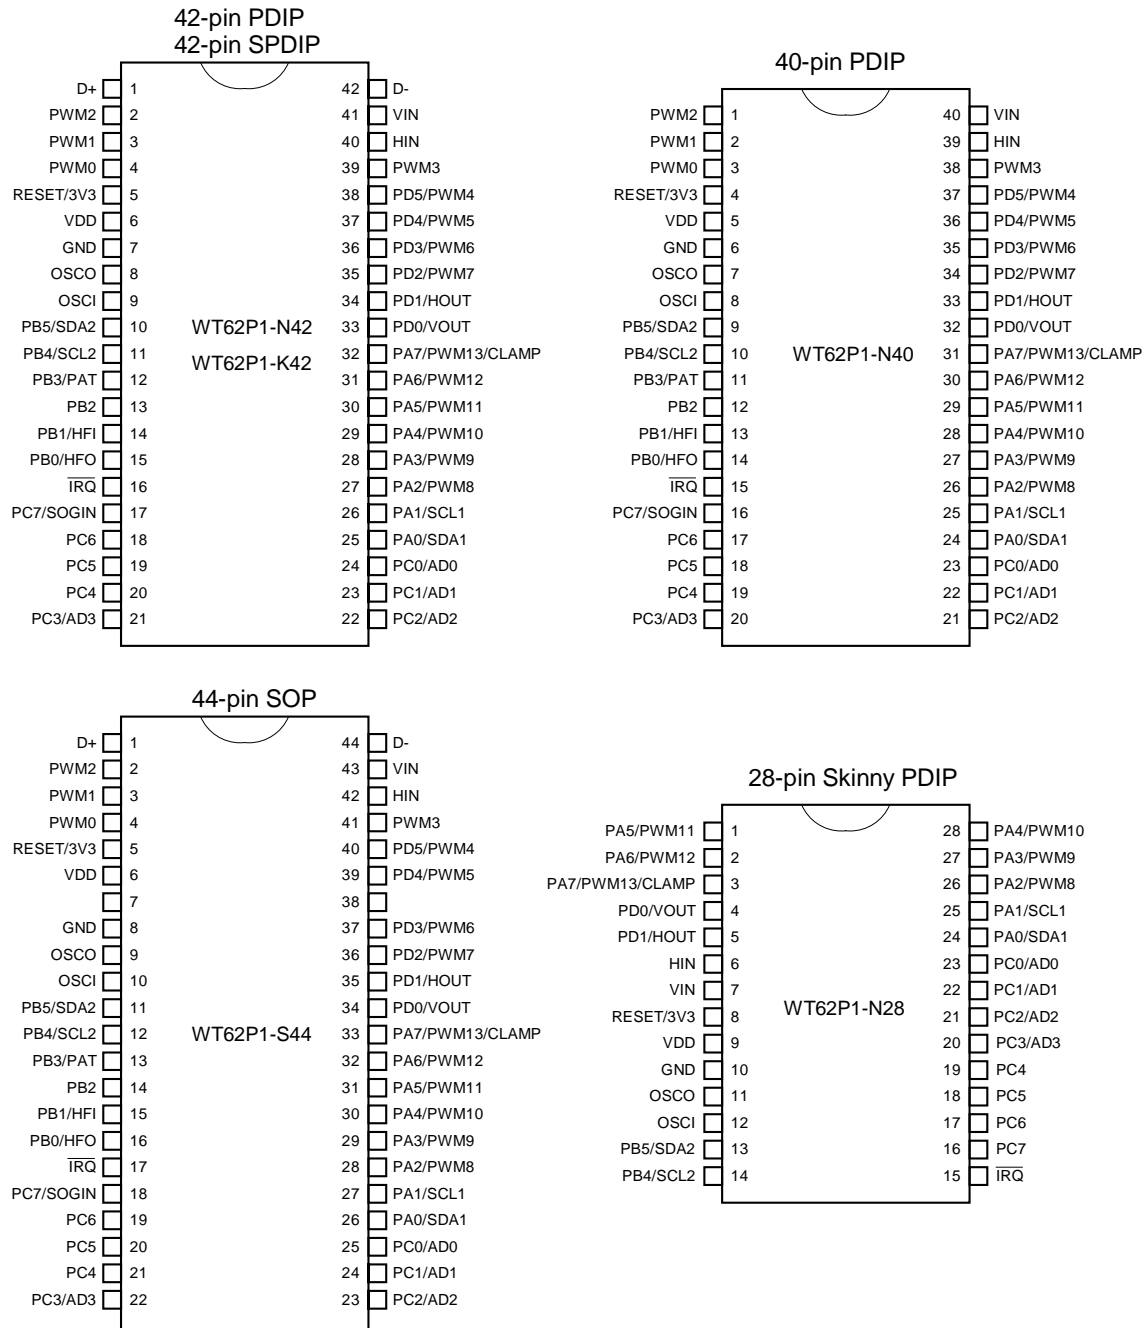 42-pin PDIP
42-pin SPDIP
D+ 1 42 D-
PWM2 2 41 VIN
PWM1 3 40 HIN
PWM0 4 39 PWM3
RESET/3V3 5 38 PD5/PWM4
VDD 6 37 PD4/PWM5
GND 7 36 PD3/PWM6
OSCO 8 35 PD2/PWM7
OSCI 9 34 PD1/HOUT
PB5/SDA2 10 WT62P1-N42 33 PD0/VOUT
PB4/SCL2 11 WT62P1-K42 32 PA7/PWM13/CLAMP
PB3/PAT 12 31 PA6/PWM12
PB2 13 30 PA5/PWM11
PB1/HFI 14 29 PA4/PWM10
PB0/HFO 15 28 PA3/PWM9
IRQ 16 27 PA2/PWM8
PC7/SOGIN 17 26 PA1/SCL1
PC6 18 25 PA0/SDA1
PC5 19 24 PC0/AD0
PC4 20 23 PC1/AD1
PC3/AD3 21 22 PC2/AD2
40-pin PDIP
PWM2 1 40 VIN
PWM1 2 39 HIN
PWM0 3 38 PWM3
RESET/3V3 4 37 PD5/PWM4
VDD 5 36 PD4/PWM5
GND 6 35 PD3/PWM6
OSCO 7 34 PD2/PWM7
OSCI 8 33 PD1/HOUT
PB5/SDA2 9 32 PD0/VOUT
PB4/SCL2 10 WT62P1-N40 31 PA7/PWM13/CLAMP
PB3/PAT 11 30 PA6/PWM12
PB2 12 29 PA5/PWM11
PB1/HFI 13 28 PA4/PWM10
PB0/HFO 14 27 PA3/PWM9
IRQ 15 26 PA2/PWM8
PC7/SOGIN 16 25 PA1/SCL1
PC6 17 24 PA0/SDA1
PC5 18 23 PC0/AD0
PC4 19 22 PC1/AD1
PC3/AD3 20 21 PC2/AD2
44-pin SOP
D+ 1 44 D-
PWM2 2 43 VIN
PWM1 3 42 HIN
PWM0 4 41 PWM3
RESET/3V3 5 40 PD5/PWM4
VDD 6 39 PD4/PWM5
7 38
GND 8 37 PD3/PWM6
OSCO 9 36 PD2/PWM7
OSCI 10 35 PD1/HOUT
PB5/SDA2 11 34 PD0/VOUT
PB4/SCL2 12 WT62P1-S44 33 PA7/PWM13/CLAMP
PB3/PAT 13 32 PA6/PWM12
PB2 14 31 PA5/PWM11
PB1/HFI 15 30 PA4/PWM10
PB0/HFO 16 29 PA3/PWM9
IRQ 17 28 PA2/PWM8
PC7/SOGIN 18 27 PA1/SCL1
PC6 19 26 PA0/SDA1
PC5 20 25 PC0/AD0
PC4 21 24 PC1/AD1
PC3/AD3 22 23 PC2/AD2
28-pin Skinny PDIP
PA5/PWM11 1 28 PA4/PWM10
PA6/PWM12 2 27 PA3/PWM9
PA7/PWM13/CLAMP 3 26 PA2/PWM8
PD0/VOUT 4 25 PA1/SCL1
PD1/HOUT 5 24 PA0/SDA1
HIN 6 23 PC0/AD0
VIN 7 22 PC1/AD1
RESET/3V3 8 WT62P1-N28 21 PC2/AD2
VDD 9 20 PC3/AD3
GND 10 19 PC4
OSCO 11 18 PC5
OSCI 12 17 PC6
PB5/SDA2 13 16 PC7
PB4/SCL2 14 15 IRQ